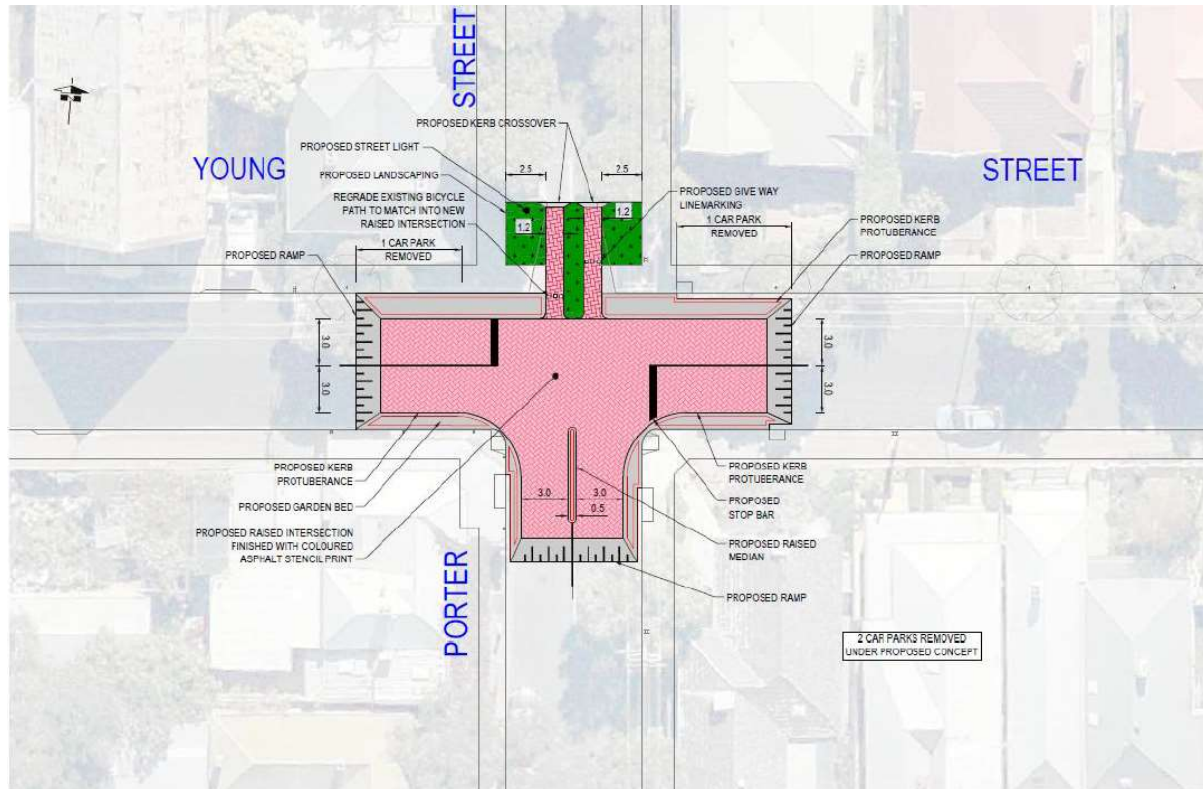 STREET
YOUNG
STREET
PROPOSED KERB CROSSOVER
PROPOSED STREET LIGHT
PROPOSED LANDSCAPING
REGRADE EXISTING BICYCLE
PATH TO MATCH INTO NEW
RAISED INTERSECTION
2.5
2.5
1.2
1.2
PROPOSED GIVE WAY
LINEMARKING
1 CAR PARK
REMOVED
PROPOSED KERB
PROTUBERANCE
PROPOSED RAMP
1 CAR PARK
REMOVED
PROPOSED RAMP
3.0
3.0
3.0
3.0
PROPOSED KERB
PROTUBERANCE
PROPOSED GARDEN BED
PROPOSED RAISED INTERSECTION
FINISHED WITH COLOURED
ASPHALT STENCIL PRINT
3.0
3.0
0.5
PROPOSED KERB
PROTUBERANCE
PROPOSED
STOP BAR
PROPOSED RAISED
MEDIAN
PROPOSED RAMP
PORTER
2 CAR PARKS REMOVED
UNDER PROPOSED CONCEPT